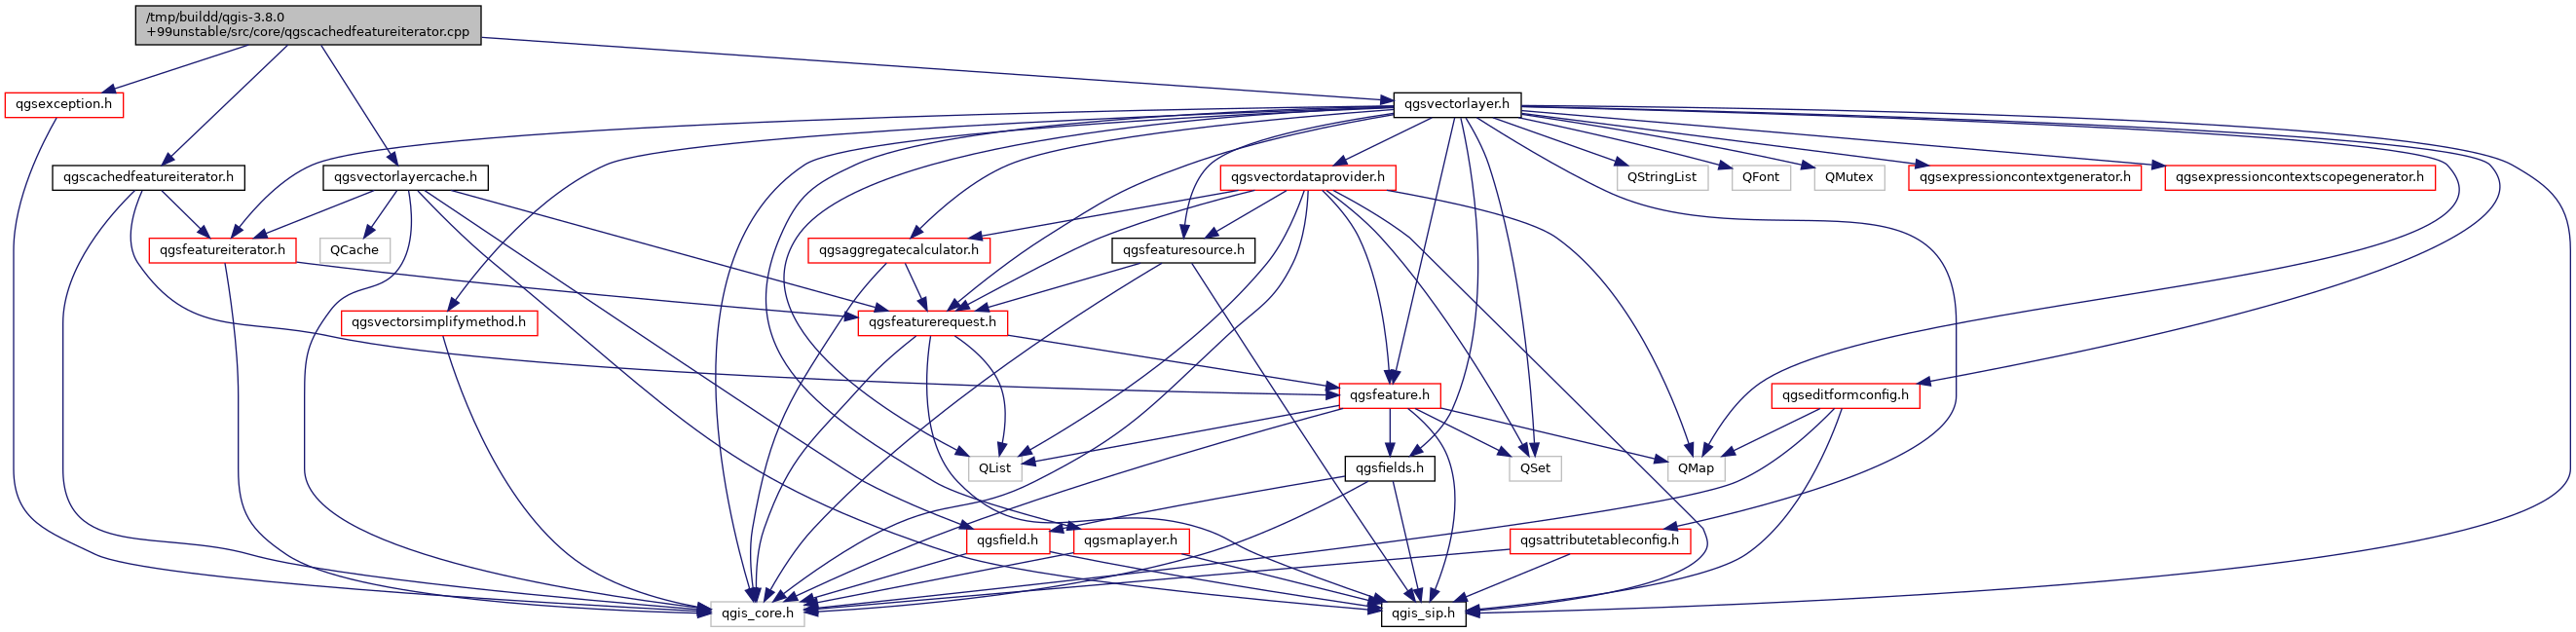 /tmp/buildd/qgis-3.8.0
+99unstable/src/core/qgscachedfeatureiterator.cpp
qgsexception.h
qgsvectorlayer.h
qgscachedfeatureiterator.h
qgsvectorlayercache.h
qgsvectordataprovider.h
QStringList
QFont
QMutex
qgsexpressioncontextgenerator.h
qgsexpressioncontextscopegenerator.h
qgsfeatureiterator.h
QCache
qgsaggregatecalculator.h
qgsfeaturesource.h
qgsvectorsimplifymethod.h
qgsfeaturerequest.h
qgsfeature.h
qgseditformconfig.h
QList
qgsfields.h
QSet
QMap
qgsfield.h
qgsmaplayer.h
qgsattributetableconfig.h
qgis_core.h
qgis_sip.h